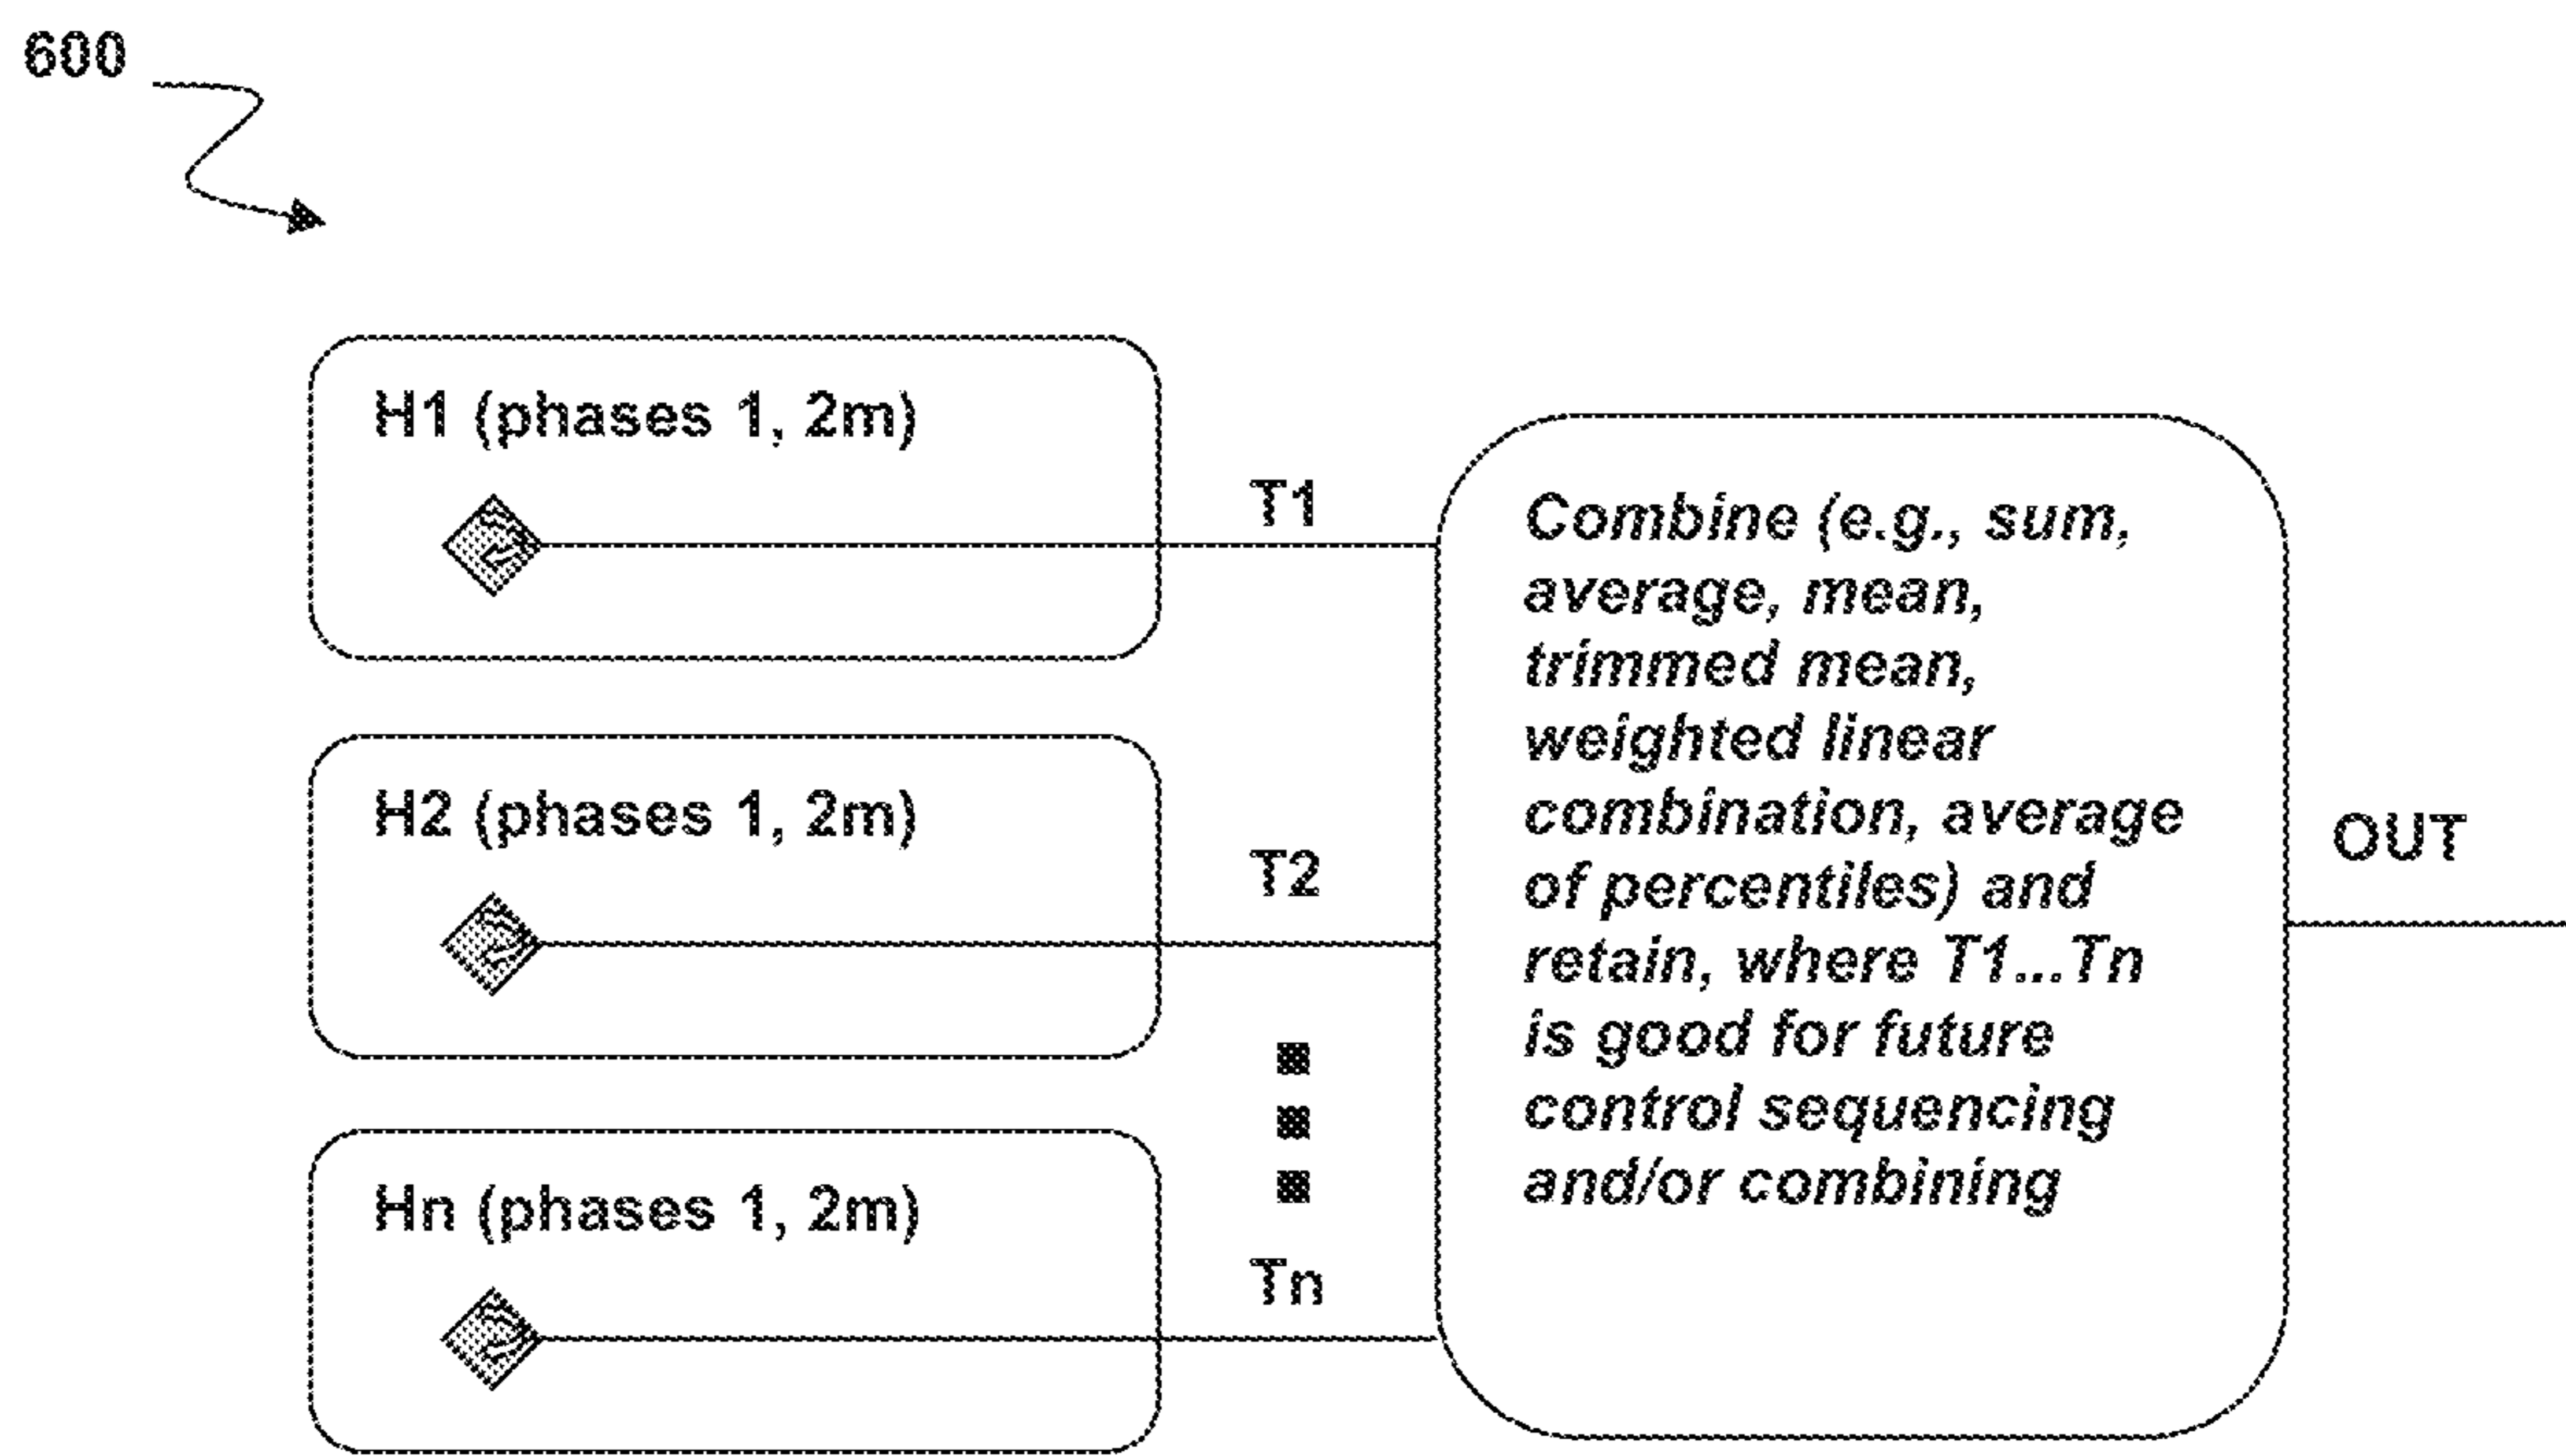 600
H1 (phases 1, 2m)
T1
H2 (phases 1, 2m)
T2
Hn (phases 1, 2m)
Tn
Combine (e.g., sum,
average, mean,
trimmed mean,
weighted linear
combination, average
of percentiles) and
retain, where T1...Tn
is good for future
control sequencing
and/or combining
OUT